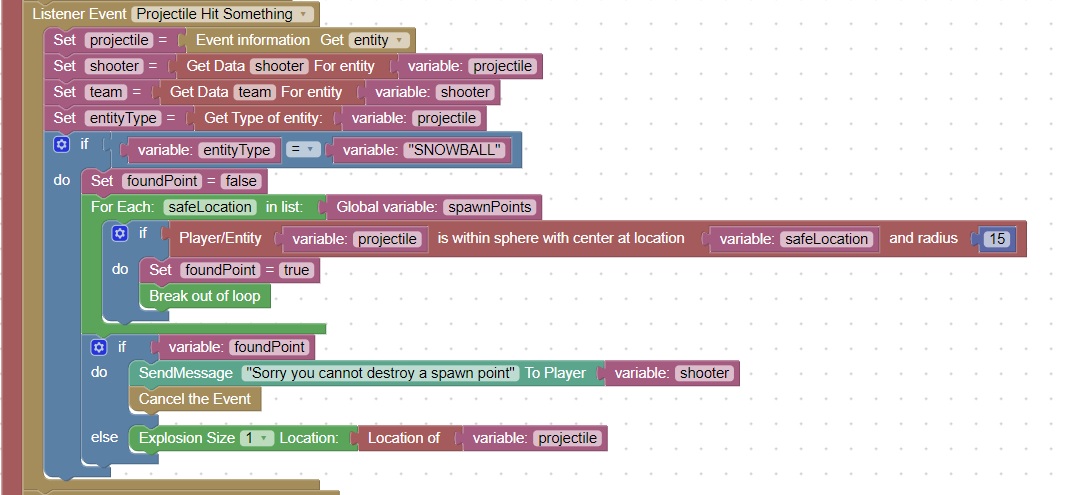 Listener Event Projectile Hit Something
Set projectile = Event information Get entity
Set shooter = Get Data shooter For entity variable: projectile
Set team = Get Data team For entity variable: shooter
Set entityType = Get Type of entity: variable: projectile
if variable: entityType = variable: "SNOWBALL"
do Set foundPoint = false
For Each: safeLocation in list: Global variable: spawnPoints
if Player/Entity variable: projectile is within sphere with center at location variable: safeLocation and radius 15
do Set foundPoint = true
Break out of loop
if variable: foundPoint
do SendMessage "Sorry you cannot destroy a spawn point" To Player variable: shooter
Cancel the Event
else Explosion Size 1 Location: Location of variable: projectile